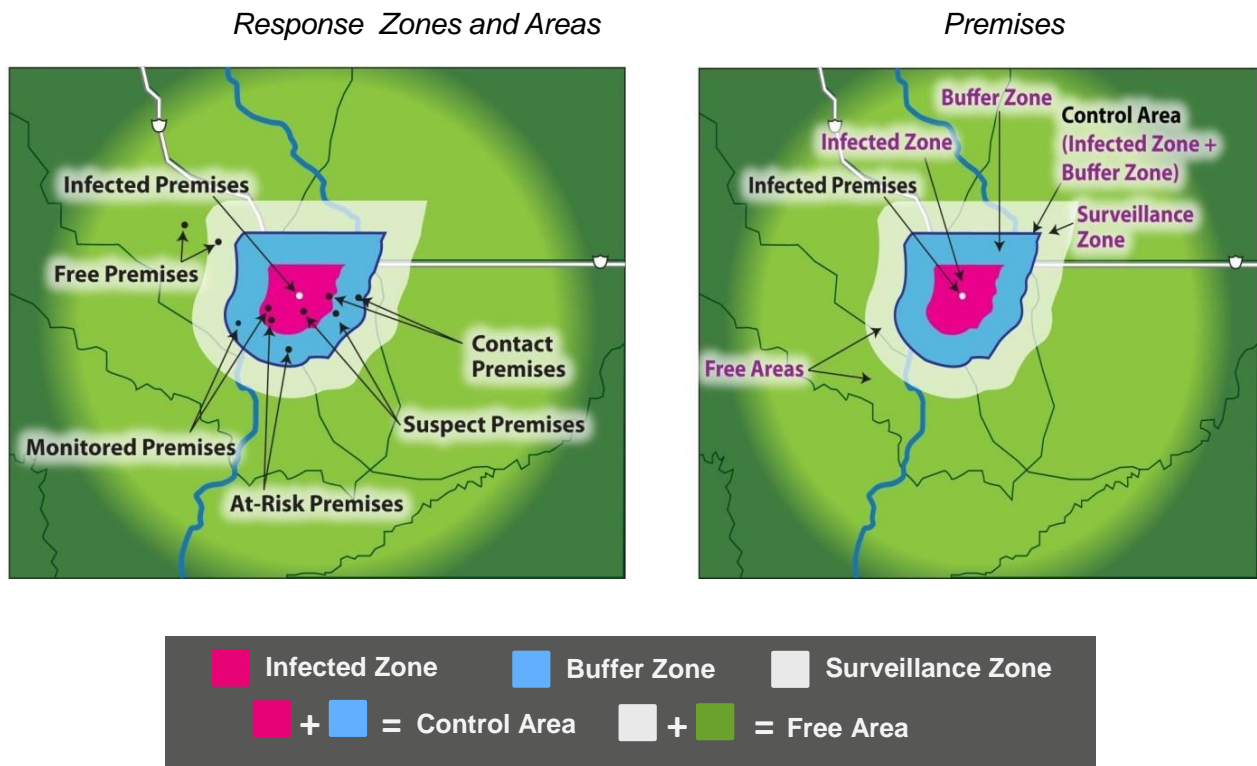 Response Zones and Areas
Premises
Infected Premises
Free Premises
Contact
Premises
Suspect Premises
Monitored Premises
At-Risk Premises
Buffer Zone
Control Area
(Infected Zone +
Buffer Zone)
Infected Zone
Infected Premises
Surveillance
Zone
Free Areas
Infected Zone
Buffer Zone
Surveillance Zone
+ = Control Area
+ = Free Area